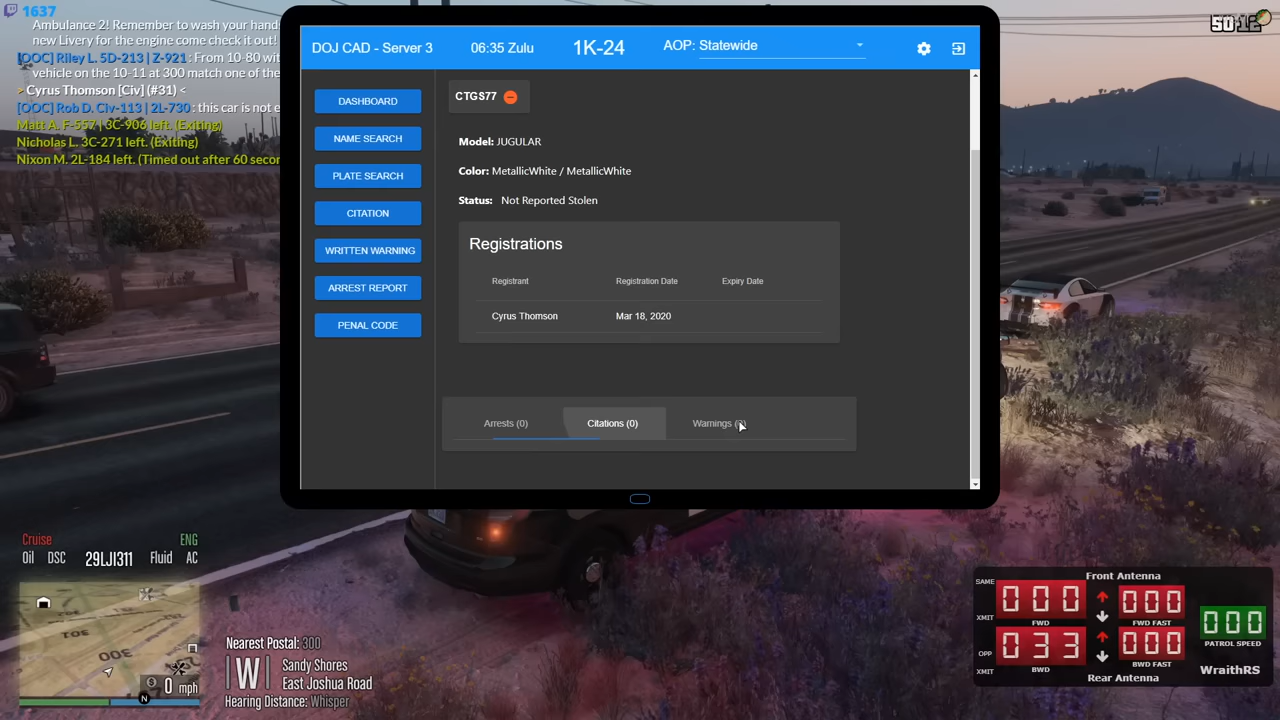 1637
Ambulance 2! Remember to wash your hand
new Livery for the engine come check it out!
[OOC] Riley L. 5D-213 | Z-921 : From 10-80 wit
vehicle on the 10-11 at 300 match one of the
> Cyrus Thomson [Civ] (#31) <
[OOC] Rob D. Civ-113 | 2L-730 : this car is not e
Matt A. F-557 | 3C-906 left. (Exiting)
Nicholas L. 3C-271 left. (Exiting)
Nixon M. 2L-184 left. (Timed out after 60 secon
DOJ CAD - Server 3
06:35 Zulu
1K-24
AOP: Statewide
DASHBOARD
NAME SEARCH
PLATE SEARCH
CITATION
WRITTEN WARNING
ARREST REPORT
PENAL CODE
CTGS77
Model: JUGULAR
Color: MetallicWhite / MetallicWhite
Status: Not Reported Stolen
Registrations
Registrant Registration Date Expiry Date
Cyrus Thomson Mar 18, 2020
Arrests (0) Citations (0) Warnings
Cruise ENG
Oil DSC 29LJI311 Fluid AC
0 mph
N
Nearest Postal: 300
W
Sandy Shores
East Joshua Road
Hearing Distance: Whisper
Front Antenna
SAME
XMIT
000 000
FWD FWD FAST
000
PATROL SPEED
OPP
XMIT
033 000
BWD BWD FAST
Rear Antenna
WraithRS